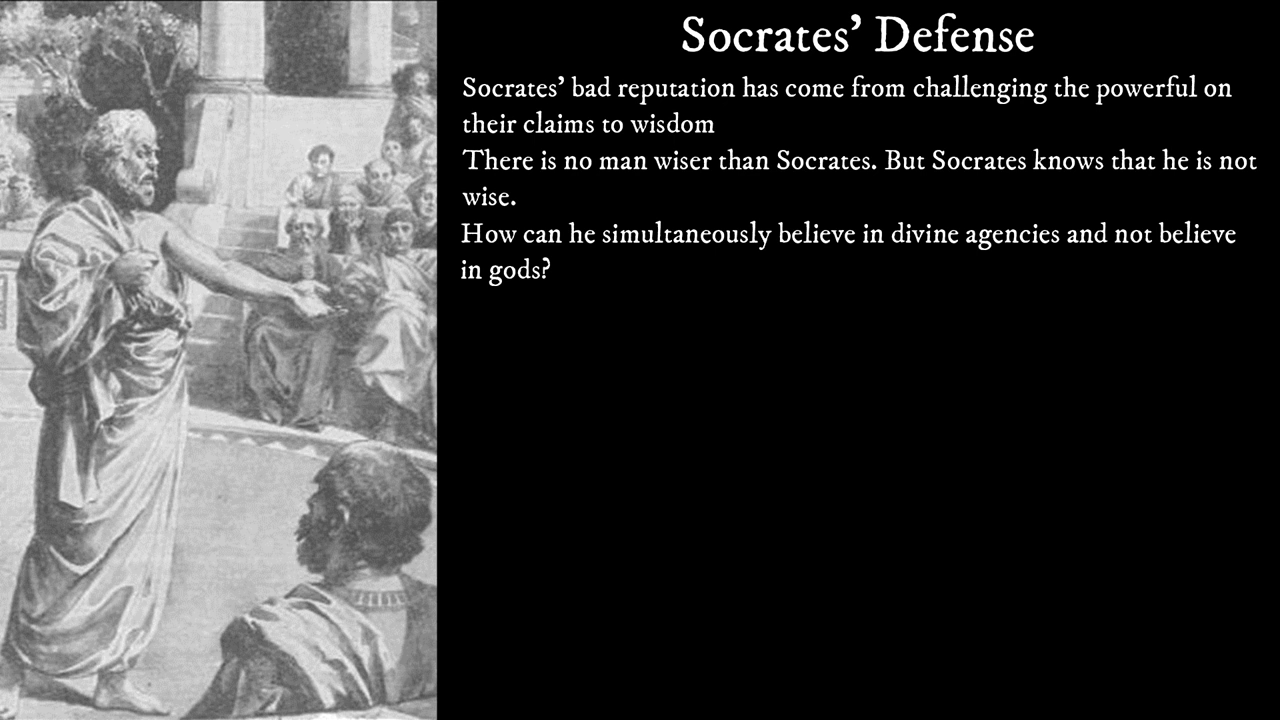 Socrates’ Defense
Socrates’ bad reputation has come from challenging the powerful on
their claims to wisdom
There is no man wiser than Socrates. But Socrates knows that he is not
wise.
How can he simultaneously believe in divine agencies and not believe
in gods?